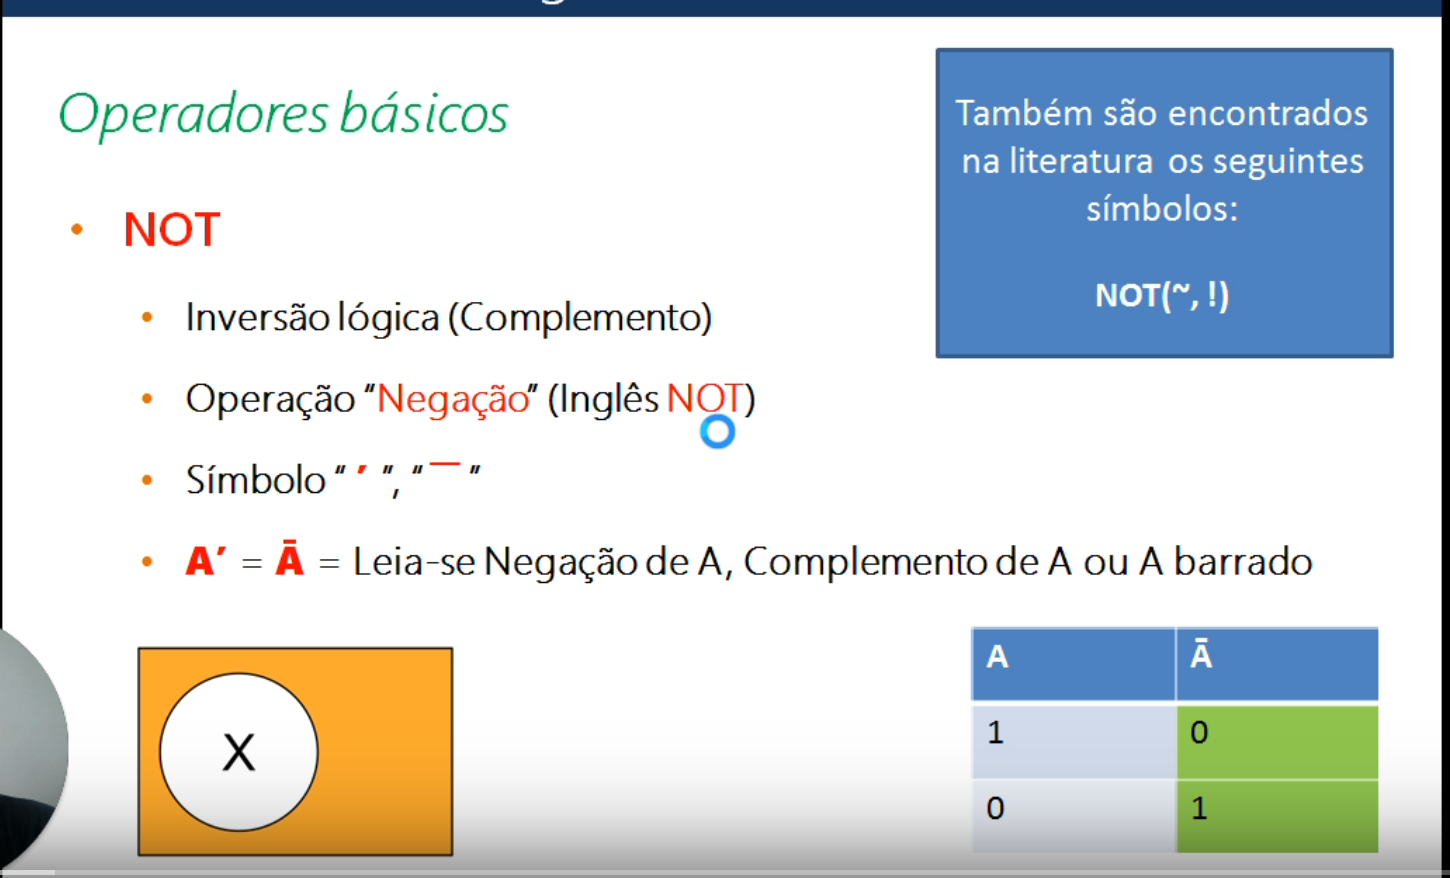 Operadores básicos
Também são encontrados
na literatura os seguintes
símbolos:
NOT(~, !)
• NOT
• Inversão lógica (Complemento)
• Operação “Negação” (Inglês NOT)
• Símbolo “ ′ ”, “ ¯ ”
• A′ = Ā = Leia-se Negação de A, Complemento de A ou A barrado
X
A Ā
1 0
0 1